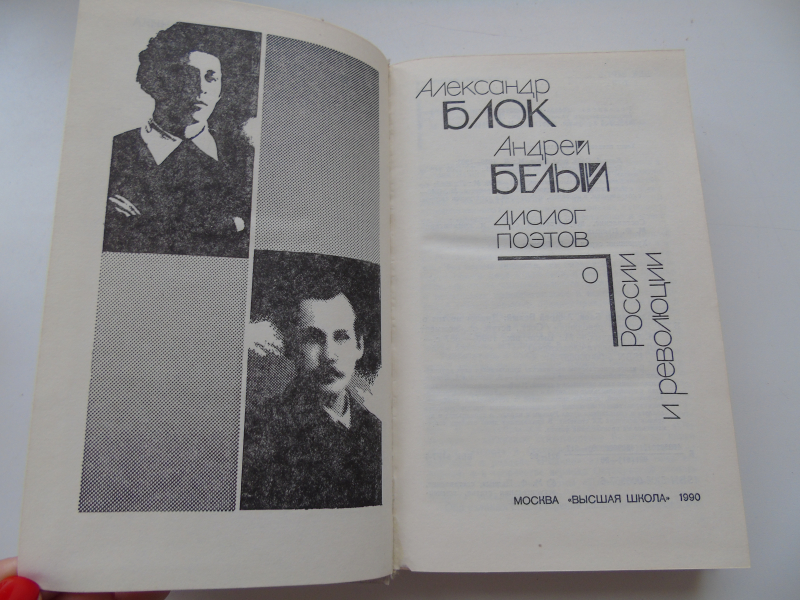 Александр
БЛОК
Андрей
БЕЛЫЙ
диалог
поэтов
о
России
и революции
МОСКВА «ВЫСШАЯ ШКОЛА» 1990